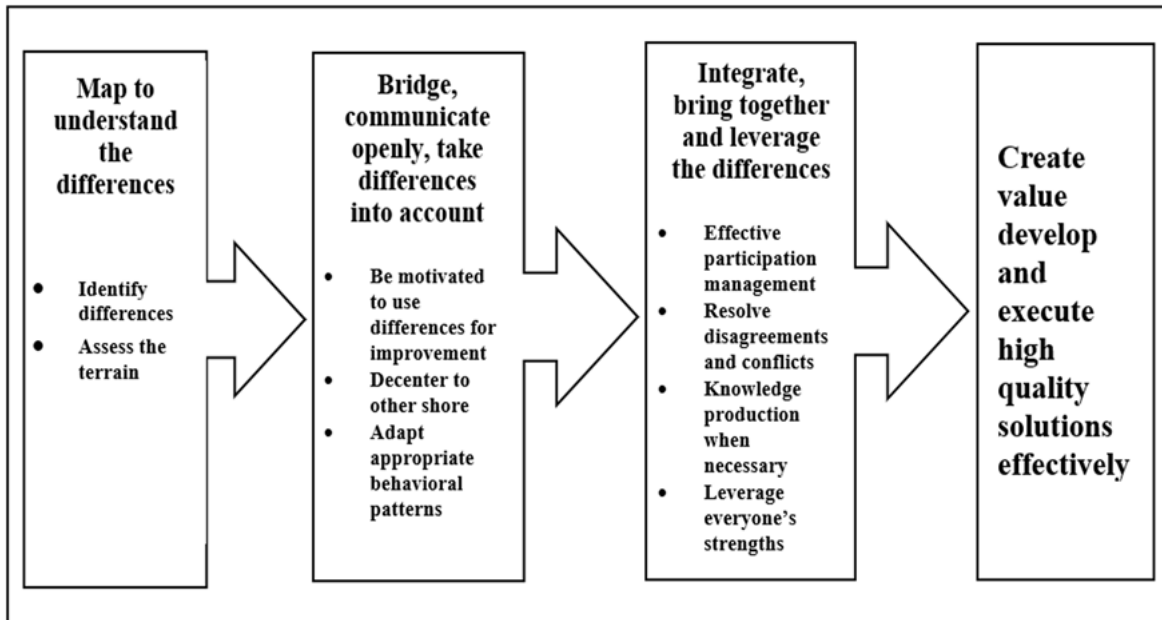 Map to
understand
the
differences
• Identify
differences
• Assess the
terrain
Bridge,
communicate
openly, take
differences
into account
• Be motivated
to use
differences for
improvement
• Decenter to
other shore
• Adapt
appropriate
behavioral
patterns
Integrate,
bring together
and leverage
the differences
• Effective
participation
management
• Resolve
disagreements
and conflicts
• Knowledge
production
when
necessary
• Leverage
everyone’s
strengths
Create
value
develop
and
execute
high
quality
solutions
effectively